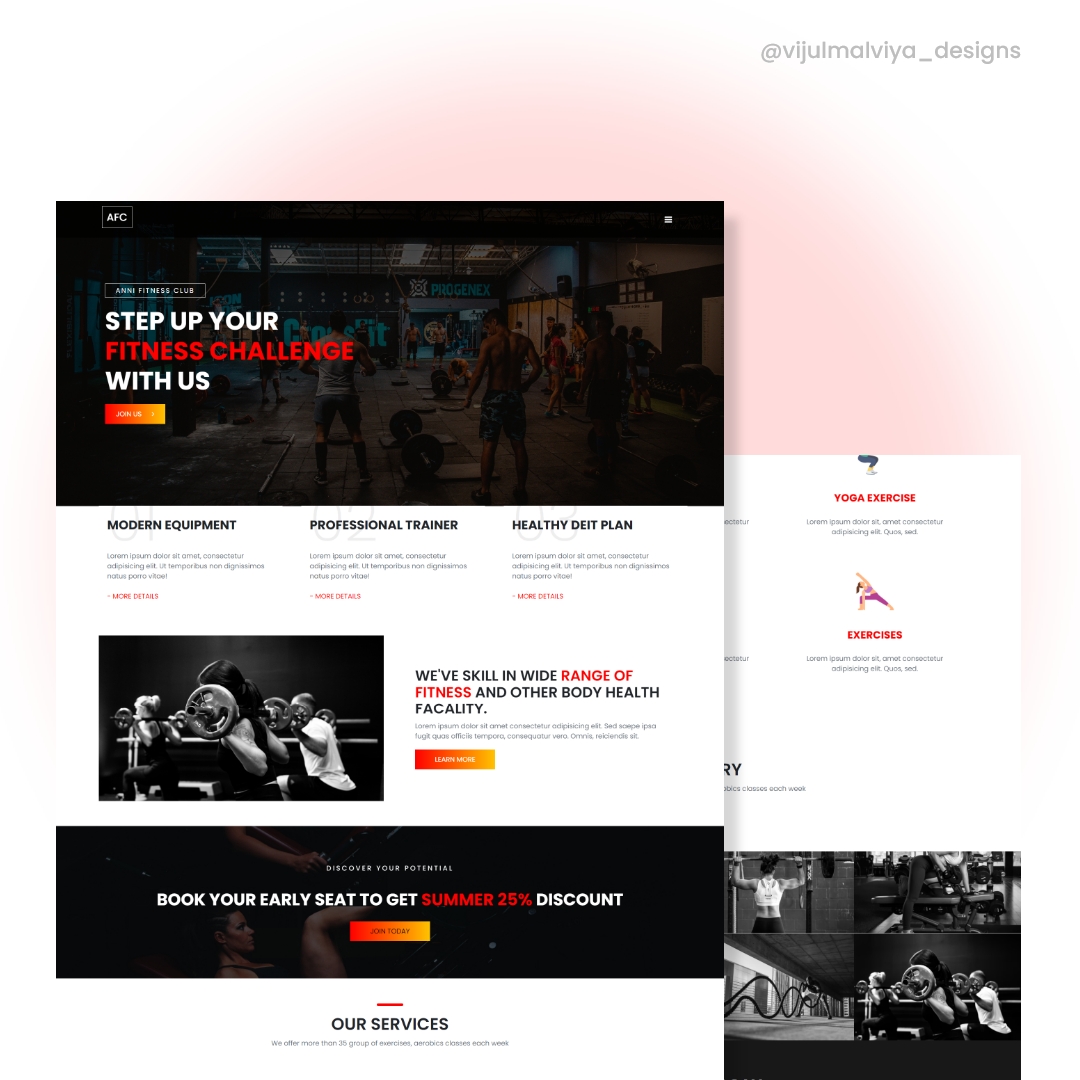 @vijulmalviya_designs
AFC
ANNI FITNESS CLUB
PROGENEX
CrossFit
STEP UP YOUR
FITNESS CHALLENGE
WITH US
JOIN US
01 02 03
MODERN EQUIPMENT
Lorem ipsum dolor sit amet, consectetur
adipisicing elit. Ut temporibus non dignissimos
natus porro vitae!
- MORE DETAILS
PROFESSIONAL TRAINER
Lorem ipsum dolor sit amet, consectetur
adipisicing elit. Ut temporibus non dignissimos
natus porro vitae!
- MORE DETAILS
HEALTHY DEIT PLAN
Lorem ipsum dolor sit amet, consectetur
adipisicing elit. Ut temporibus non dignissimos
natus porro vitae!
- MORE DETAILS
WE'VE SKILL IN WIDE RANGE OF
FITNESS AND OTHER BODY HEALTH
FACALITY.
Lorem ipsum dolor sit amet consectetur adipisicing elit. Sed saepe ipsa
fugit quas officiis tempora, consequatur vero. Omnis, reiciendis sit.
LEARN MORE
DISCOVER YOUR POTENTIAL
BOOK YOUR EARLY SEAT TO GET SUMMER 25% DISCOUNT
JOIN TODAY
OUR SERVICES
We offer more than 35 group of exercises, aerobics classes each week
YOGA EXERCISE
Lorem ipsum dolor sit amet, consectetur
adipisicing elit. Quos, sed.
EXERCISES
Lorem ipsum dolor sit amet, consectetur
adipisicing elit. Quos, sed.
ectetur
ectetur
RY
obics classes each week